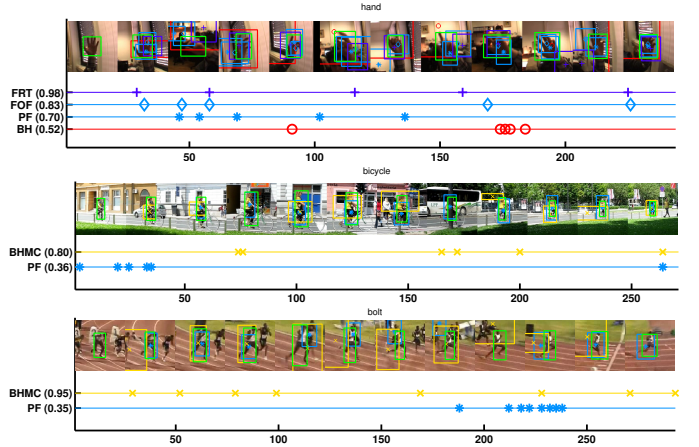 hand
FRT (0.98)
FOF (0.83)
PF (0.70)
BH (0.52)
50 100 150 200
bicycle
BHMC (0.80)
PF (0.36)
50 100 150 200 250
bolt
BHMC (0.95)
PF (0.35)
50 100 150 200 250